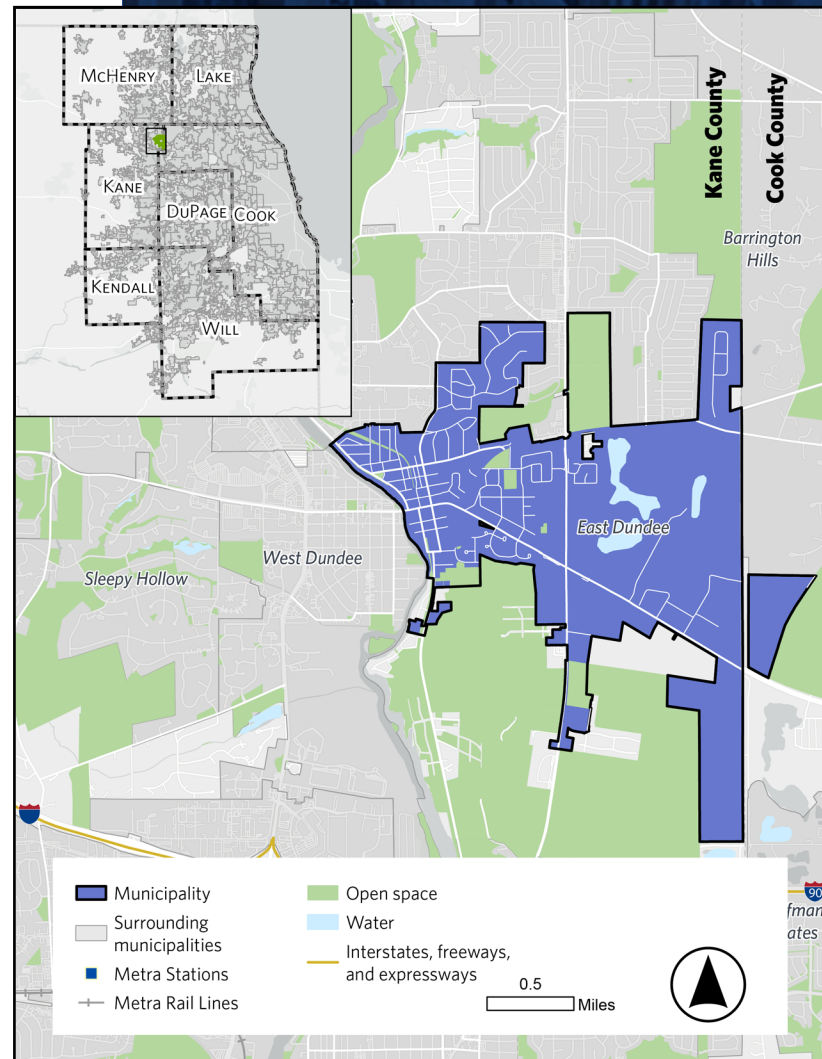 McHenry
Lake
Kane
DuPage
Cook
Kendall
Will
Kane County
Cook County
Barrington
Hills
East Dundee
West Dundee
Sleepy Hollow
90
fman
ates
Municipality
Surrounding
municipalities
Metra Stations
Metra Rail Lines
Open space
Water
Interstates, freeways,
and expressways
0.5
Miles